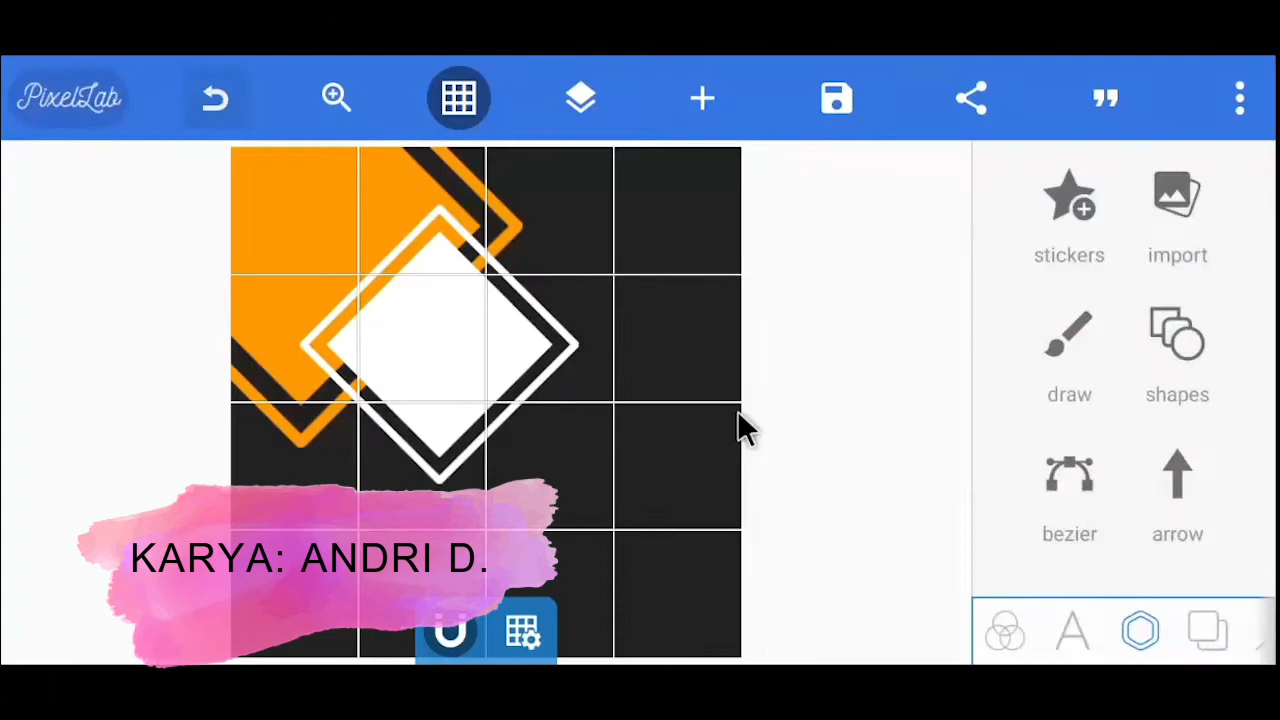 PixelLab
stickers import
draw shapes
bezier arrow
KARYA: ANDRI D.